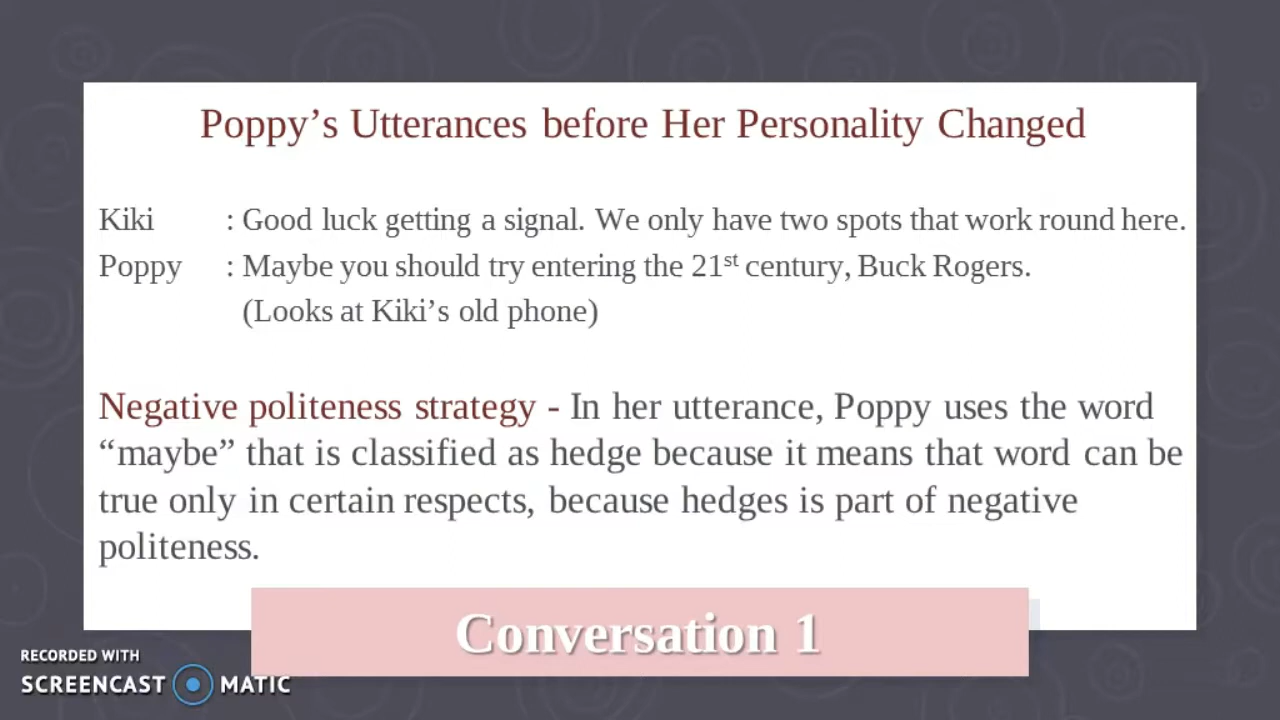 Poppy’s Utterances before Her Personality Changed
Kiki : Good luck getting a signal. We only have two spots that work round here.
Poppy : Maybe you should try entering the 21st century, Buck Rogers.
(Looks at Kiki’s old phone)
Negative politeness strategy - In her utterance, Poppy uses the word
“maybe” that is classified as hedge because it means that word can be
true only in certain respects, because hedges is part of negative
politeness.
Conversation 1
RECORDED WITH
SCREENCAST MATIC